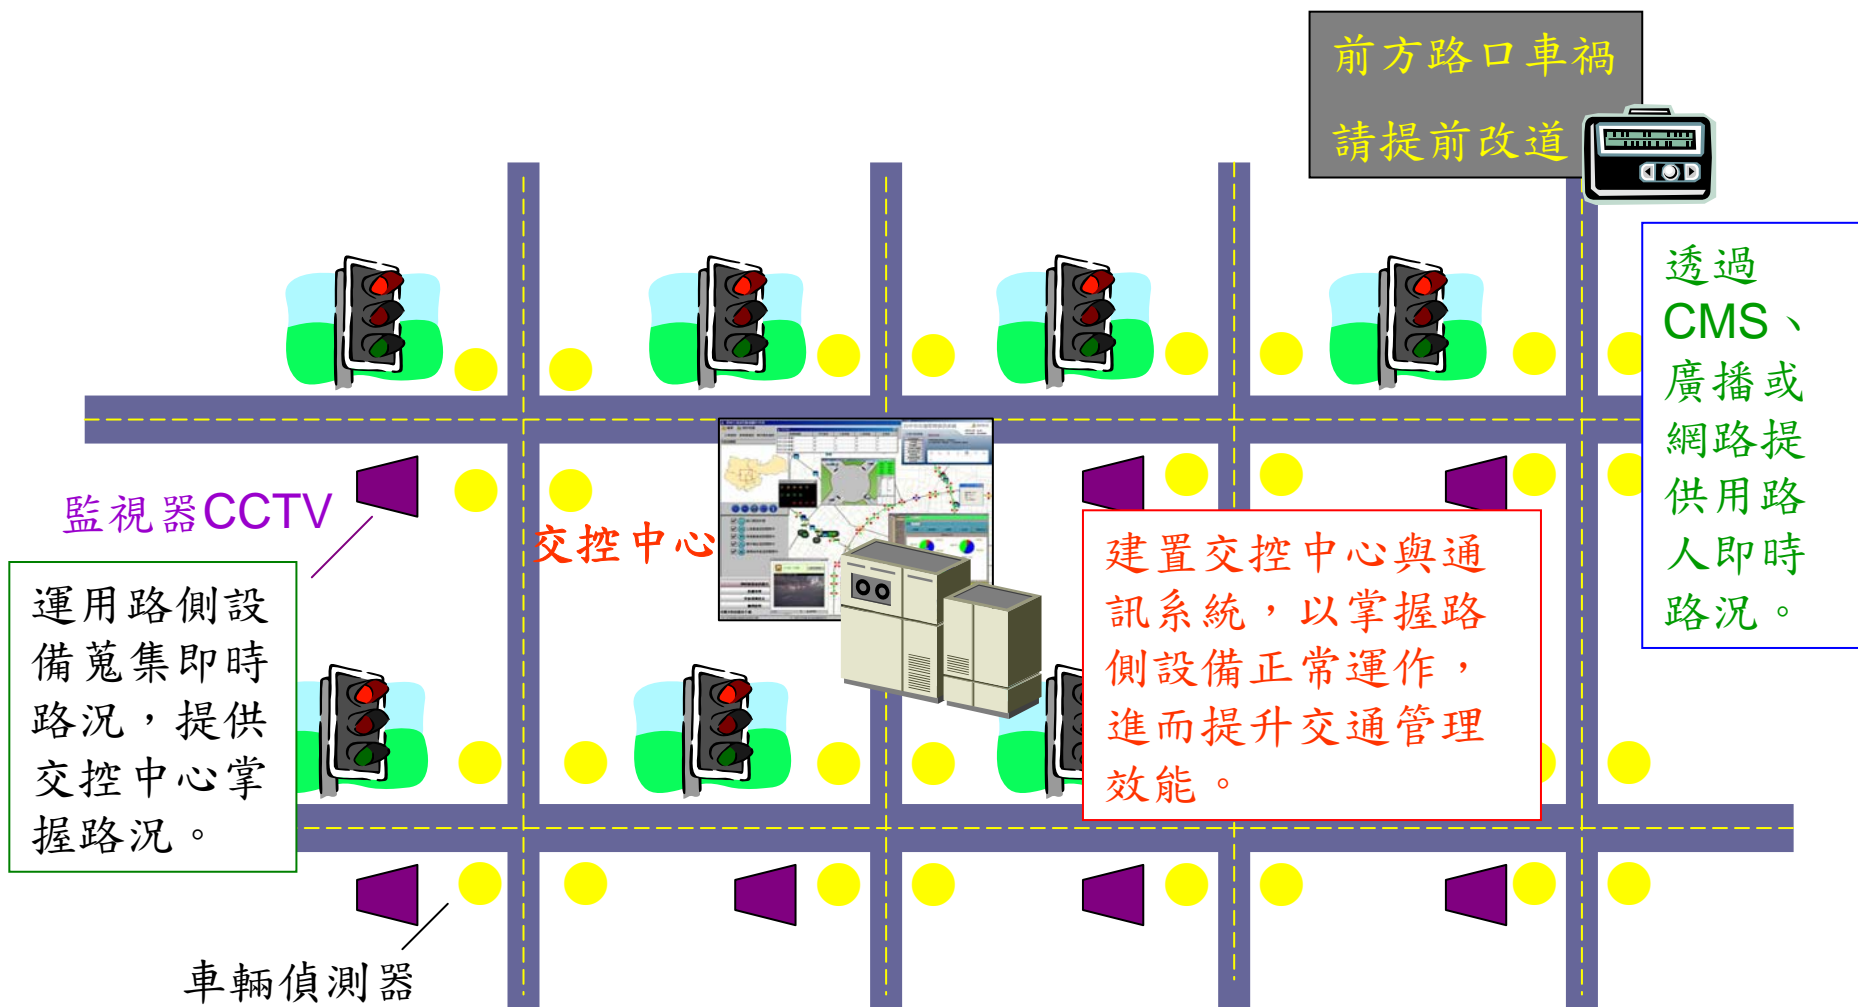 前方路口車禍
請提前改道
透過
CMS、
廣播或
網路提
供用路
人即時
路況。
監視器CCTV
交控中心
運用路側設
備蒐集即時
路況，提供
交控中心掌
握路況。
建置交控中心與通
訊系統，以掌握路
側設備正常運作，
進而提升交通管理
效能。
車輛偵測器